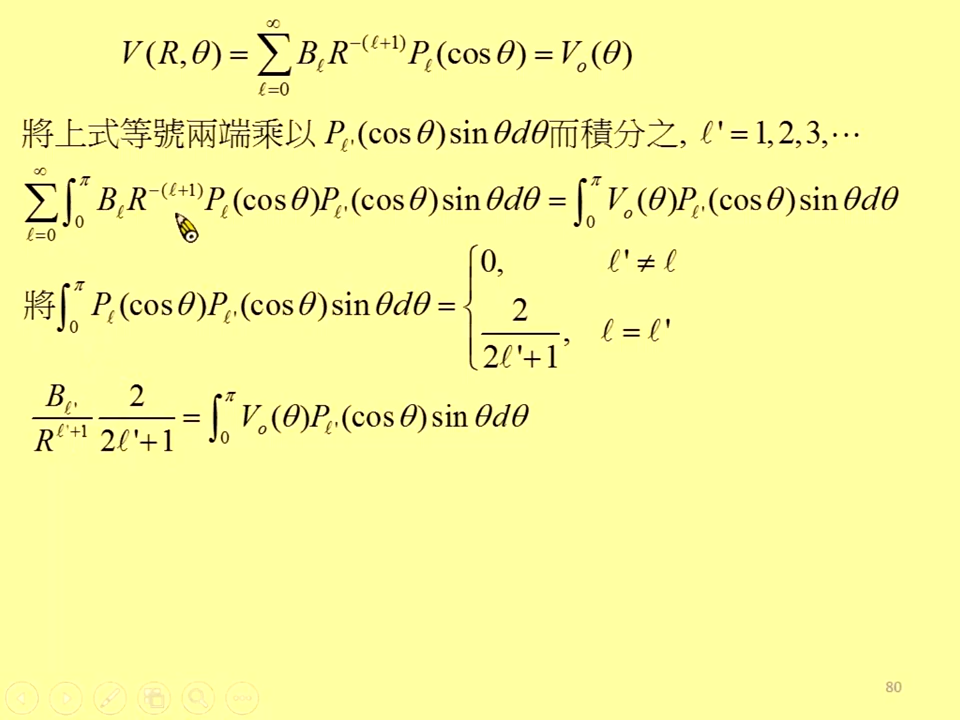 V(R,θ) = ∑_{ℓ=0}^{∞} B_ℓ R^{−(ℓ+1)} P_ℓ(cosθ) = V_o(θ)
將上式等號兩端乘以 P_{ℓ'}(cosθ)sinθdθ而積分之, ℓ' = 1,2,3,⋯
∑_{ℓ=0}^{∞} ∫_0^π B_ℓ R^{−(ℓ+1)} P_ℓ(cosθ)P_{ℓ'}(cosθ)sinθdθ = ∫_0^π V_o(θ)P_{ℓ'}(cosθ)sinθdθ
將∫_0^π P_ℓ(cosθ)P_{ℓ'}(cosθ)sinθdθ = { 0, ℓ' ≠ ℓ
2/(2ℓ'+1), ℓ = ℓ'
B_{ℓ'}/R^{ℓ'+1} 2/(2ℓ'+1) = ∫_0^π V_o(θ)P_{ℓ'}(cosθ)sinθdθ
80